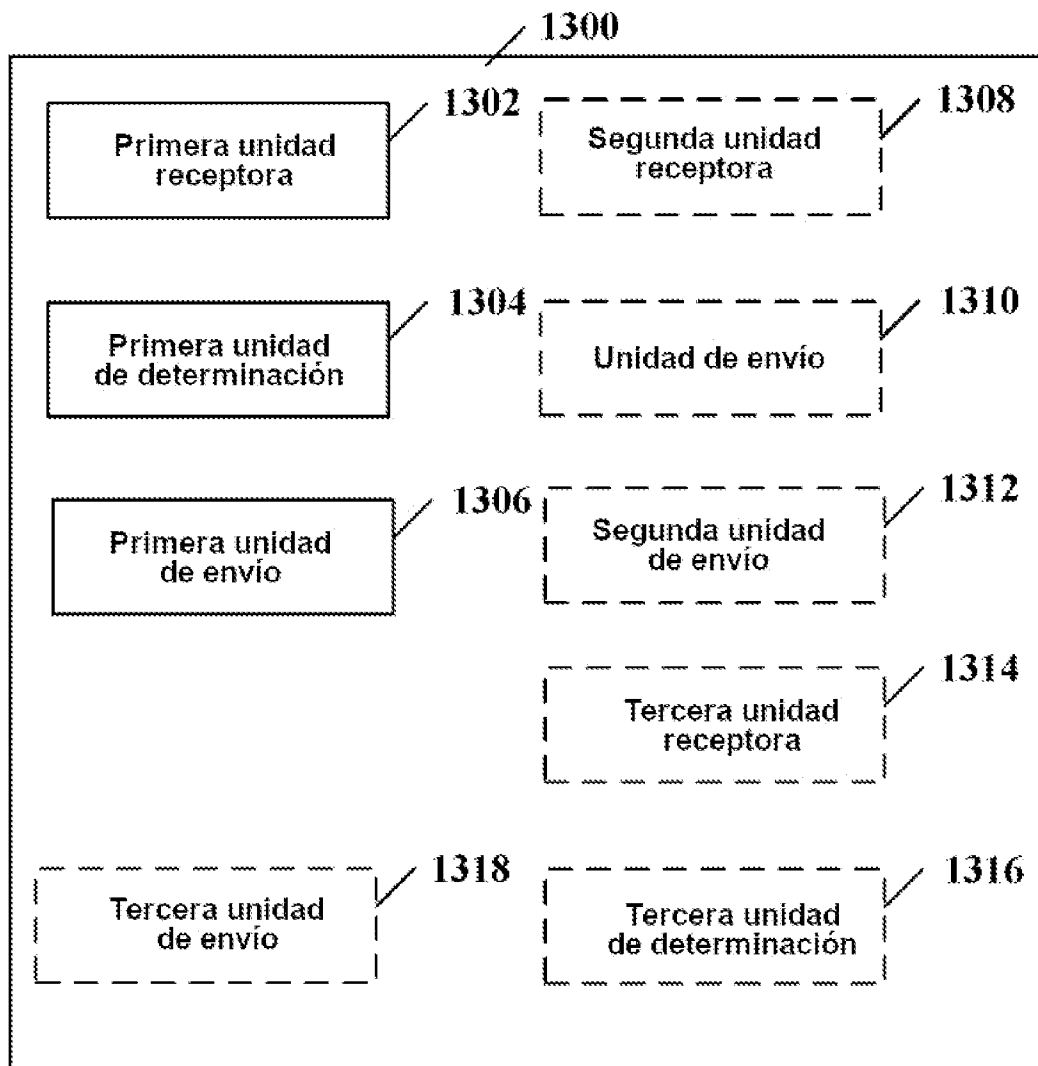 1300
1302
Primera unidad
receptora
1308
Segunda unidad
receptora
1304
Primera unidad
de determinación
1310
Unidad de envío
1306
Primera unidad
de envío
1312
Segunda unidad
de envío
1314
Tercera unidad
receptora
1318
Tercera unidad
de envío
1316
Tercera unidad
de determinación